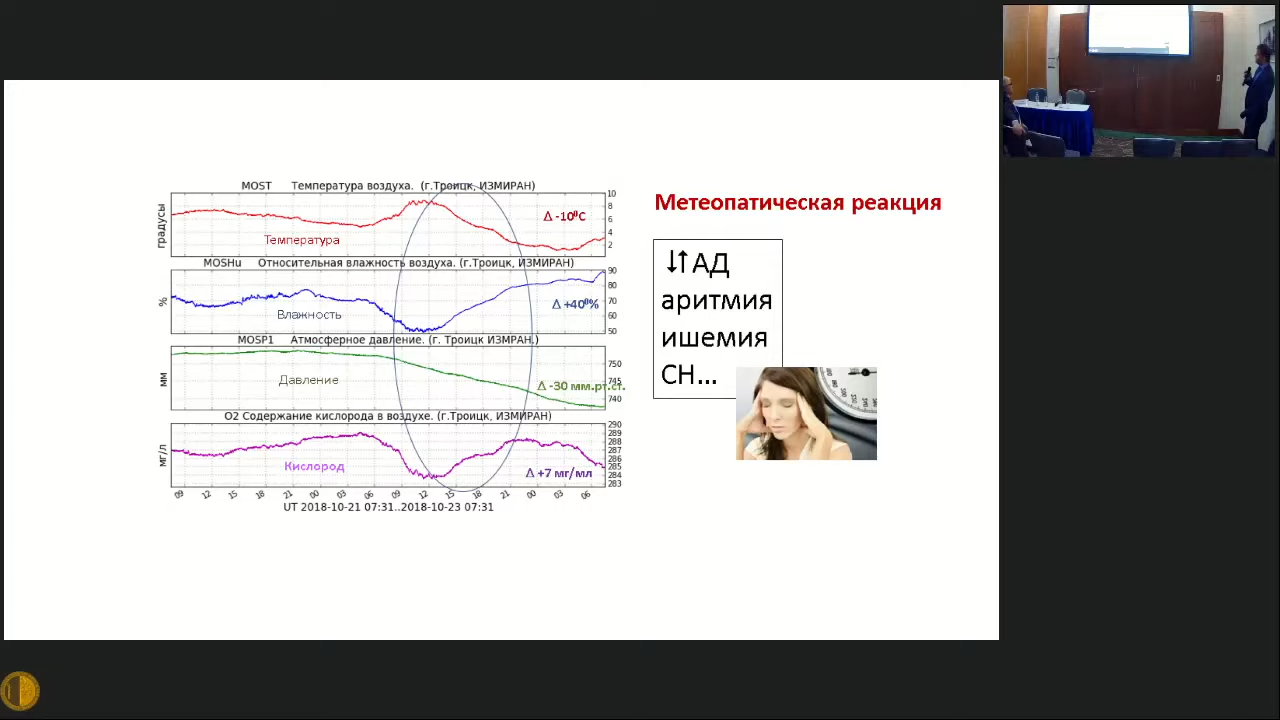 MOST Температура воздуха. (г.Троицк, ИЗМИРАН)
градусы
10
8
6
4
2
Температура
Δ -10⁰С
MOSHu Относительная влажность воздуха. (г.Троицк, ИЗМИРАН)
%
90
80
70
60
50
Влажность
Δ +40⁰%
MOSP1 Атмосферное давление. (г. Троицк ИЗМРАН.)
мм
750
745
740
Давление
Δ -30 мм.рт.ст.
O2 Содержание кислорода в воздухе. (г.Троицк, ИЗМИРАН)
мг/л
290
289
288
287
286
285
284
283
Кислород
Δ +7 мг/мл
09 12 15 18 21 00 03 06 09 12 15 18 21 00 03 06
UT 2018-10-21 07:31..2018-10-23 07:31
Метеопатическая реакция
↓↑АД
аритмия
ишемия
СН...